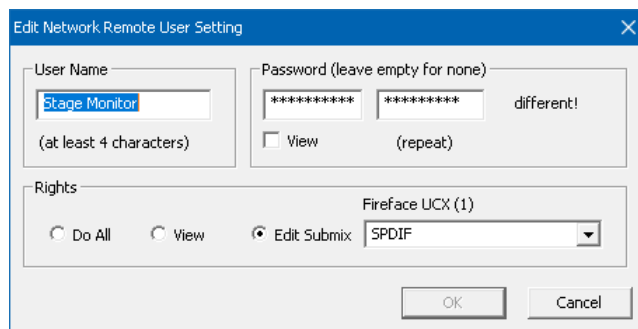 Edit Network Remote User Setting
User Name
Password (leave empty for none)
Stage Monitor
********** ********* different!
(at least 4 characters)
View
(repeat)
Rights
Fireface UCX (1)
Do All
View
Edit Submix
SPDIF
OK
Cancel